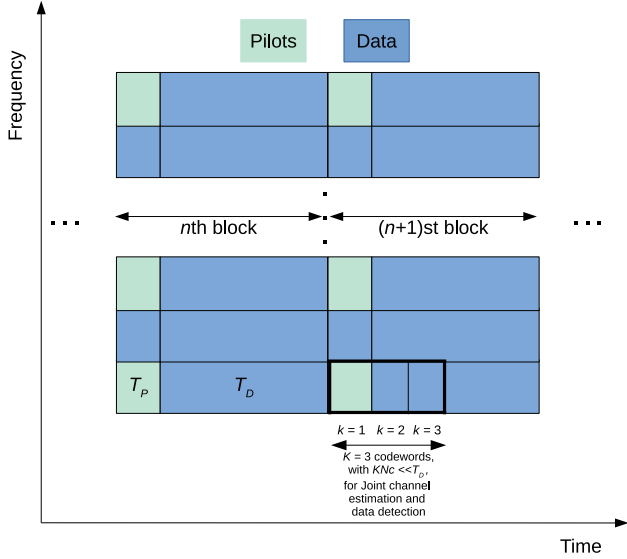 Pilots
Data
Frequency
nth block
(n+1)st block
T_P
T_D
k = 1
k = 2
k = 3
K = 3 codewords,
with KNc <<T_D,
for Joint channel
estimation and
data detection
Time